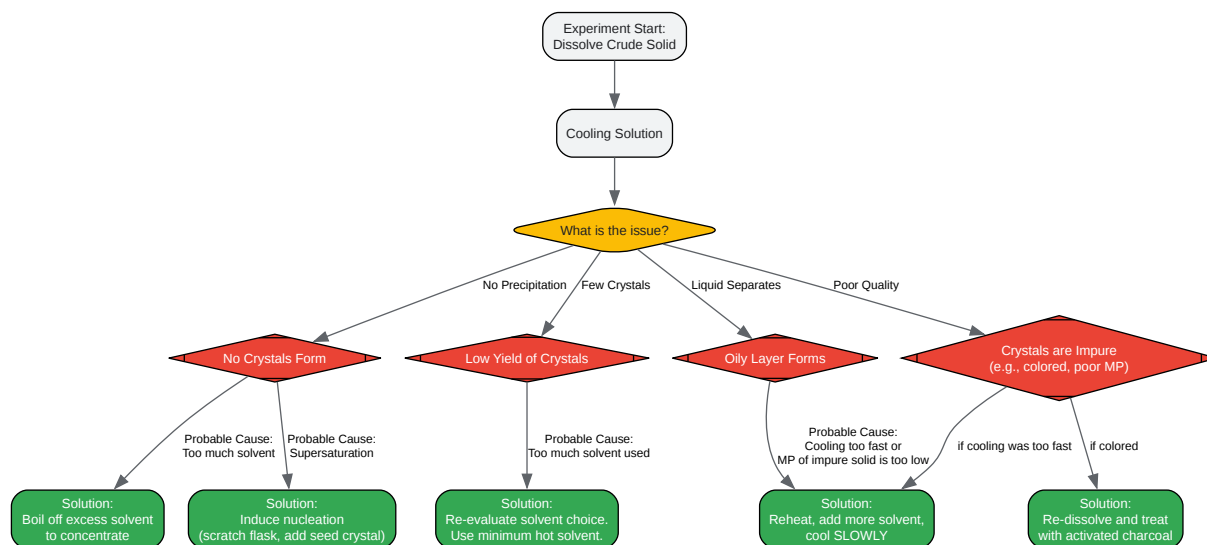 Experiment Start:
Dissolve Crude Solid
Cooling Solution
What is the issue?
No Precipitation
Few Crystals
Liquid Separates
Poor Quality
No Crystals Form
Low Yield of Crystals
Oily Layer Forms
Crystals are Impure
(e.g., colored, poor MP)
Probable Cause:
Too much solvent
Probable Cause:
Supersaturation
Probable Cause:
Too much solvent used
Probable Cause:
Cooling too fast or
MP of impure solid is too low
if cooling was too fast
if colored
Solution:
Boil off excess solvent
to concentrate
Solution:
Induce nucleation
(scratch flask, add seed crystal)
Solution:
Re-evaluate solvent choice.
Use minimum hot solvent.
Solution:
Reheat, add more solvent,
cool SLOWLY
Solution:
Re-dissolve and treat
with activated charcoal